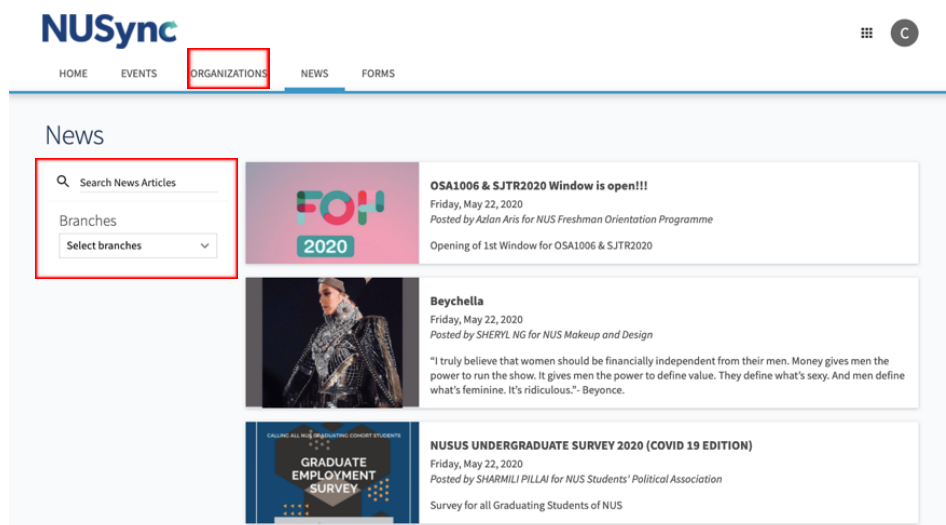 NUSync
C
HOME EVENTS ORGANIZATIONS NEWS FORMS
News
Search News Articles
Branches
Select branches
FOH
2020
OSA1006 & SJTR2020 Window is open!!!
Friday, May 22, 2020
Posted by Azlan Aris for NUS Freshman Orientation Programme
Opening of 1st Window for OSA1006 & SJTR2020
Beychella
Friday, May 22, 2020
Posted by SHERYL NG for NUS Makeup and Design
“I truly believe that women should be financially independent from their men. Money gives men the
power to run the show. It gives men the power to define value. They define what’s sexy. And men define
what’s feminine. It’s ridiculous.”- Beyonce.
CALLING ALL NUS GRADUATING COHORT STUDENTS
GRADUATE
EMPLOYMENT
SURVEY
NUSUS UNDERGRADUATE SURVEY 2020 (COVID 19 EDITION)
Friday, May 22, 2020
Posted by SHARMILI PILLAI for NUS Students' Political Association
Survey for all Graduating Students of NUS